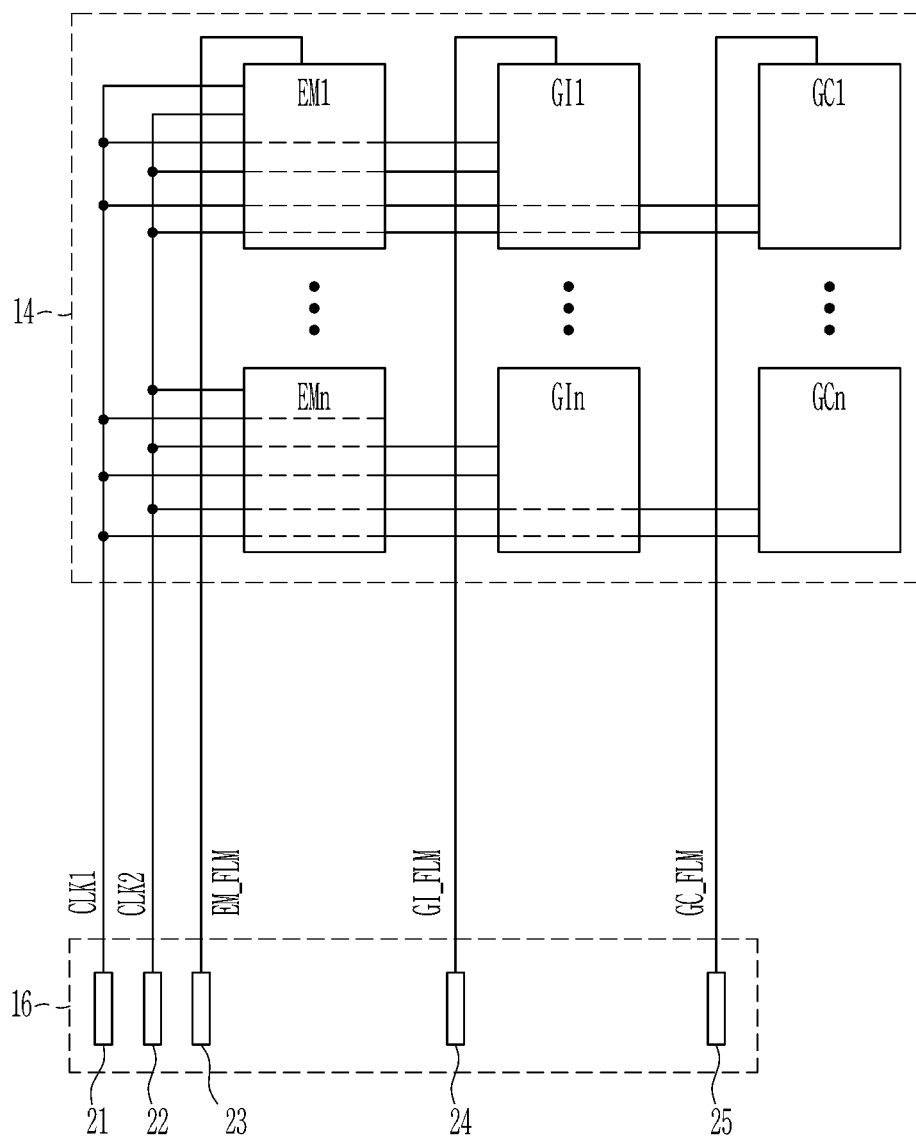 EM1
GI1
GC1
14
EMn
GIn
GCn
CLK1
CLK2
EM_FLM
GI_FLM
GC_FLM
16
21
22
23
24
25